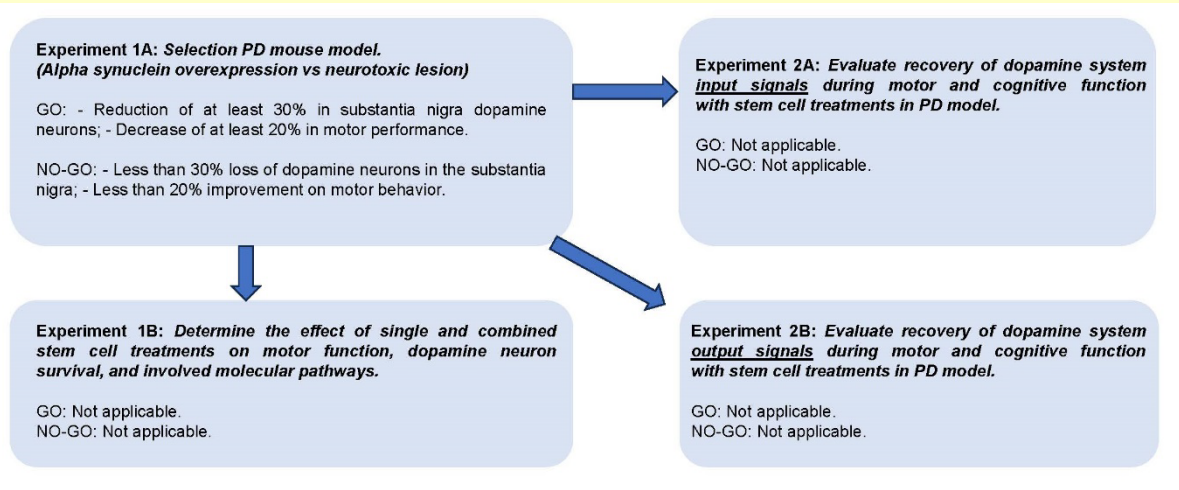 Experiment 1A: Selection PD mouse model.
(Alpha synuclein overexpression vs neurotoxic lesion)
GO: - Reduction of at least 30% in substantia nigra dopamine
neurons; - Decrease of at least 20% in motor performance.
NO-GO: - Less than 30% loss of dopamine neurons in the substantia
nigra; - Less than 20% improvement on motor behavior.
Experiment 2A: Evaluate recovery of dopamine system
input signals during motor and cognitive function
with stem cell treatments in PD model.
GO: Not applicable.
NO-GO: Not applicable.
Experiment 1B: Determine the effect of single and combined
stem cell treatments on motor function, dopamine neuron
survival, and involved molecular pathways.
GO: Not applicable.
NO-GO: Not applicable.
Experiment 2B: Evaluate recovery of dopamine system
output signals during motor and cognitive function
with stem cell treatments in PD model.
GO: Not applicable.
NO-GO: Not applicable.